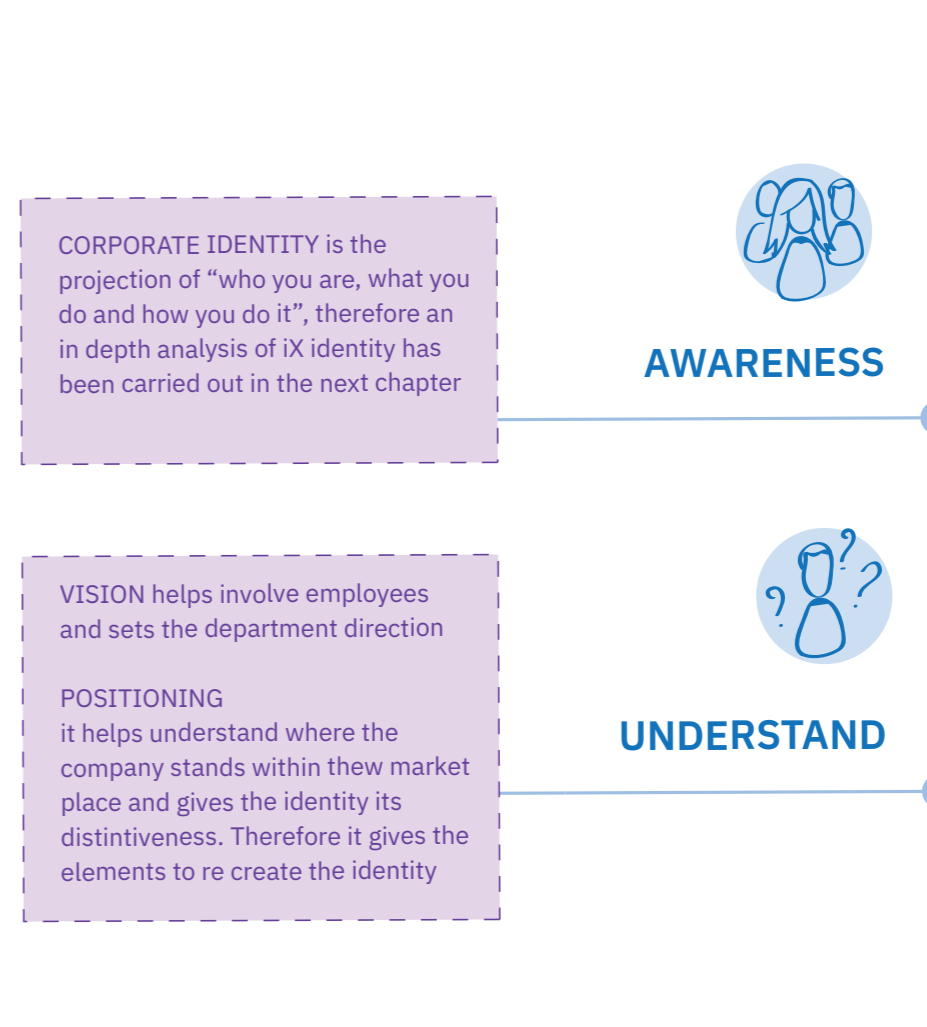 CORPORATE IDENTITY is the
projection of “who you are, what you
do and how you do it”, therefore an
in depth analysis of iX identity has
been carried out in the next chapter
AWARENESS
VISION helps involve employees
and sets the department direction
POSITIONING
it helps understand where the
company stands within thew market
place and gives the identity its
distintiveness. Therefore it gives the
elements to re create the identity
UNDERSTAND